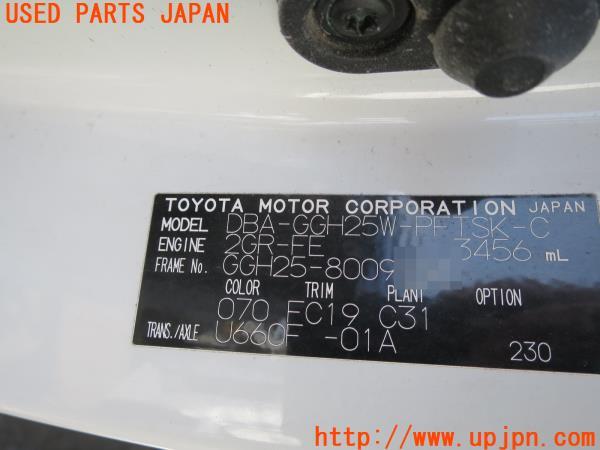 USED PARTS JAPAN
TOYOTA MOTOR CORPORATION JAPAN
MODEL DBA-GGH25W-PFTSK-C
ENGINE 2GR-FE 3456 mL
FRAME No. GGH25-8009
COLOR TRIM PLANT OPTION
070 FC19 C31
TRANS./AXLE U660F -01A
230
UPJ
http://www.upjpn.com/